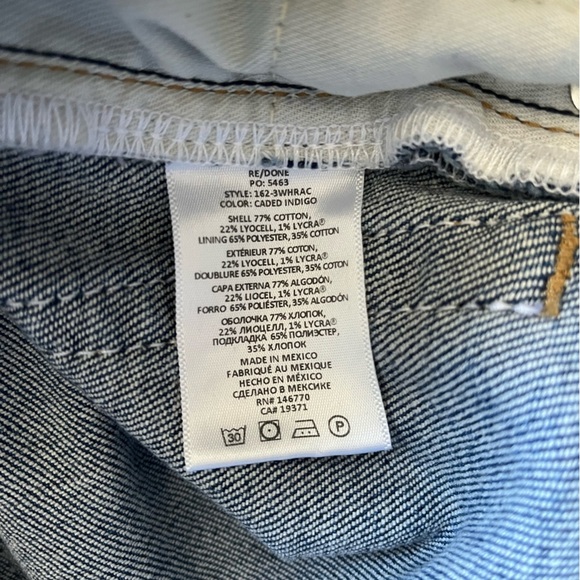 RE/DONE
PO: 5463
STYLE: 162-3WHRAC
COLOR: CADED INDIGO
SHELL 77% COTTON,
22% LYOCELL, 1% LYCRA®
LINING 65% POLYESTER, 35% COTTON
EXTÉRIEUR 77% COTON,
22% LYOCELL, 1% LYCRA®
DOUBLURE 65% POLYESTER, 35% COTON
CAPA EXTERNA 77% ALGODÓN,
22% LIOCEL, 1% LYCRA®
FORRO 65% POLIÉSTER, 35% ALGODÓN
ОБОЛОЧКА 77% ХЛОПОК,
22% ЛИОЦЕЛЛ, 1% LYCRA®
ПОДКЛАДКА 65% ПОЛИЭСТЕР,
35% ХЛОПОК
MADE IN MEXICO
FABRIQUÉ AU MEXIQUE
HECHO EN MÉXICO
СДЕЛАНО В МЕКСИКЕ
RN# 146770
CA# 19371
30 P